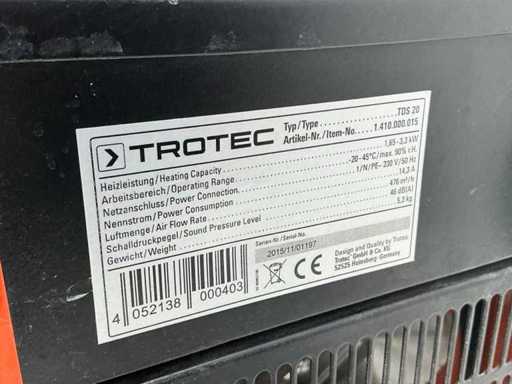 TROTEC
Typ/Type TDS 20
Artikel-Nr./Item-No. 1.410.000.015
Heizleistung/Heating Capacity 1,65-3,3 kW
Arbeitsbereich/Operating Range -20-45°C/max. 90% r.H.
Netzanschluss/Power Connection 1/N/PE~ 230 V/50 Hz
Nennstrom/Power Consumption 14,3 A
Luftmenge/Air Flow Rate 476 m³/h
Schalldruckpegel/Sound Pressure Level 46 dB(A)
Gewicht/Weight 5,2 kg
Serien-Nr./Serial-No.
2015/11/01197
Design and Quality by Trotec
Trotec GmbH & Co. KG
52525 Heinsberg · Germany
CE
4 052138 000403